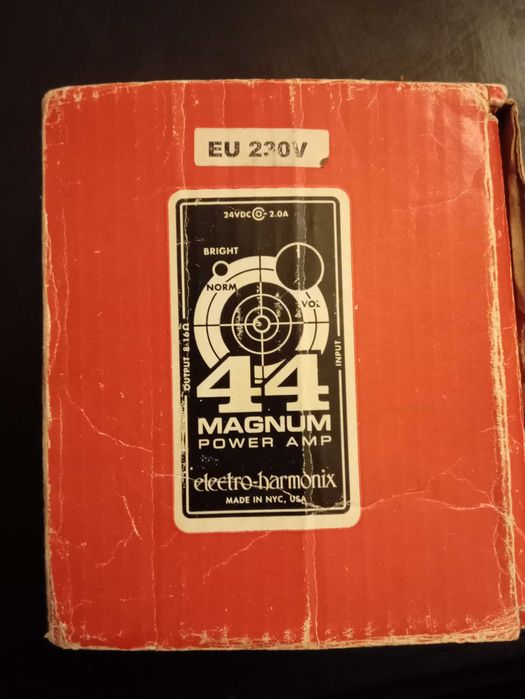 EU 230V
24VDC - 2.0A
BRIGHT
NORM
VOL
OUTPUT 8-16Ω
INPUT
44
MAGNUM
POWER AMP
electro-harmonix
MADE IN NYC, USA